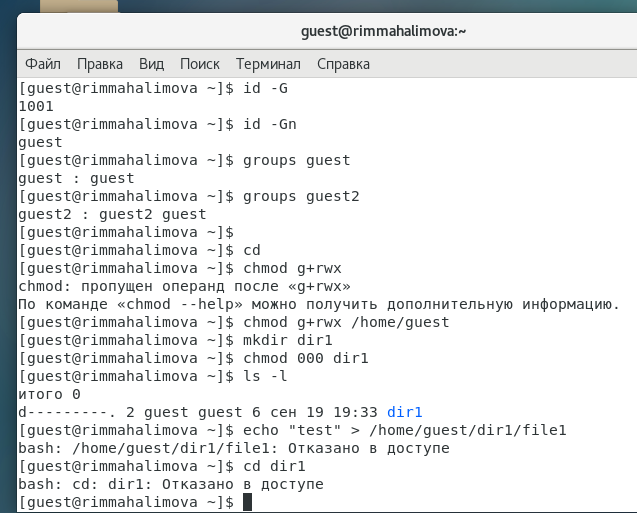 guest@rimmahalimova:~
Файл Правка Вид Поиск Терминал Справка
[guest@rimmahalimova ~]$ id -G
1001
[guest@rimmahalimova ~]$ id -Gn
guest
[guest@rimmahalimova ~]$ groups guest
guest : guest
[guest@rimmahalimova ~]$ groups guest2
guest2 : guest2 guest
[guest@rimmahalimova ~]$
[guest@rimmahalimova ~]$ cd
[guest@rimmahalimova ~]$ chmod g+rwx
chmod: пропущен операнд после «g+rwx»
По команде «chmod --help» можно получить дополнительную информацию.
[guest@rimmahalimova ~]$ chmod g+rwx /home/guest
[guest@rimmahalimova ~]$ mkdir dir1
[guest@rimmahalimova ~]$ chmod 000 dir1
[guest@rimmahalimova ~]$ ls -l
итого 0
d---------. 2 guest guest 6 сен 19 19:33 dir1
[guest@rimmahalimova ~]$ echo "test" > /home/guest/dir1/file1
bash: /home/guest/dir1/file1: Отказано в доступе
[guest@rimmahalimova ~]$ cd dir1
bash: cd: dir1: Отказано в доступе
[guest@rimmahalimova ~]$